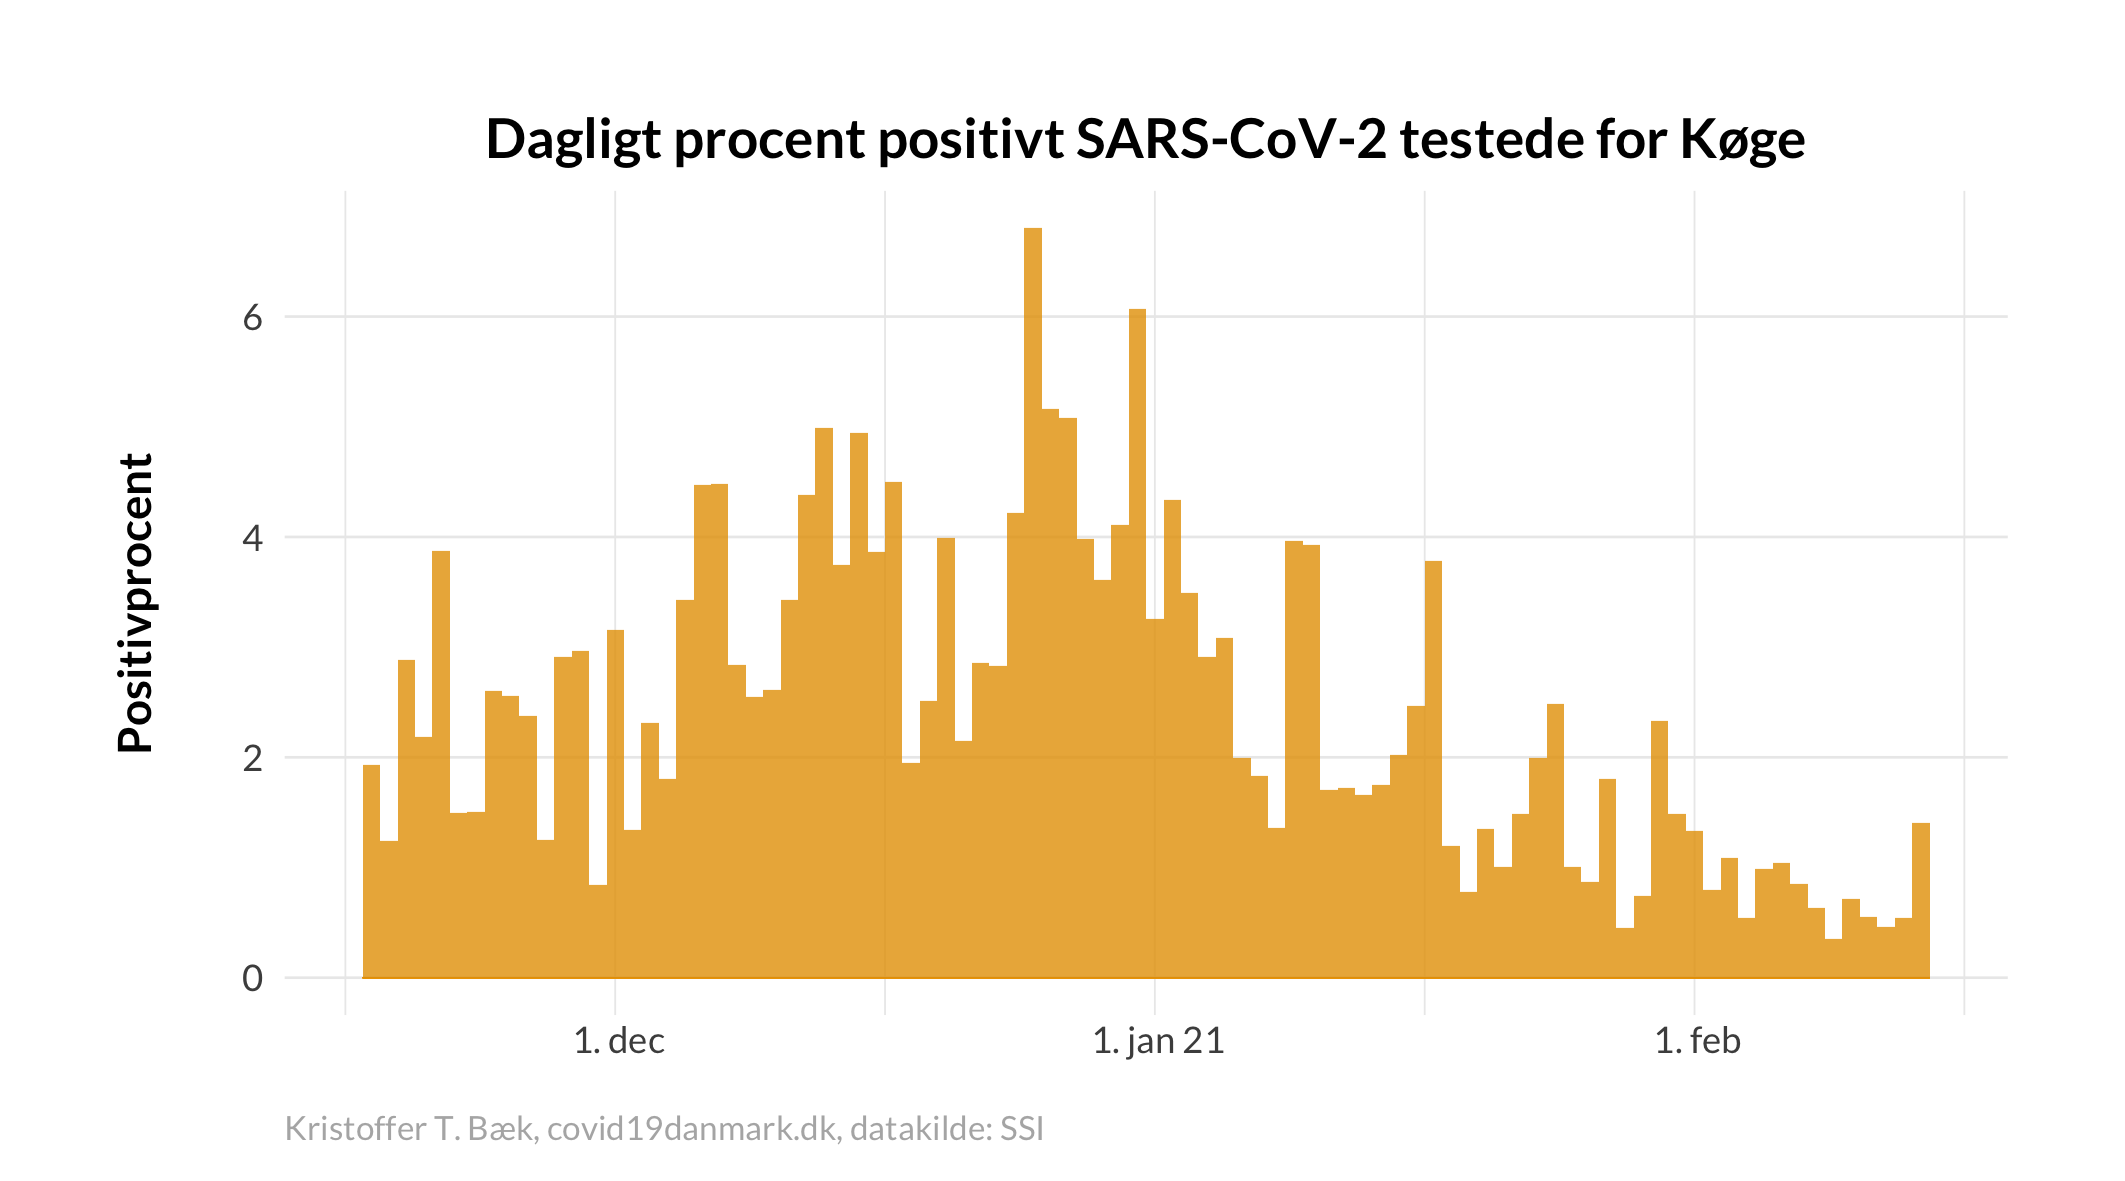 Dagligt procent positivt SARS-CoV-2 testede for Køge
Positivprocent
6
4
2
0
1. dec
1. jan 21
1. feb
Kristoffer T. Bæk, covid19danmark.dk, datakilde: SSI